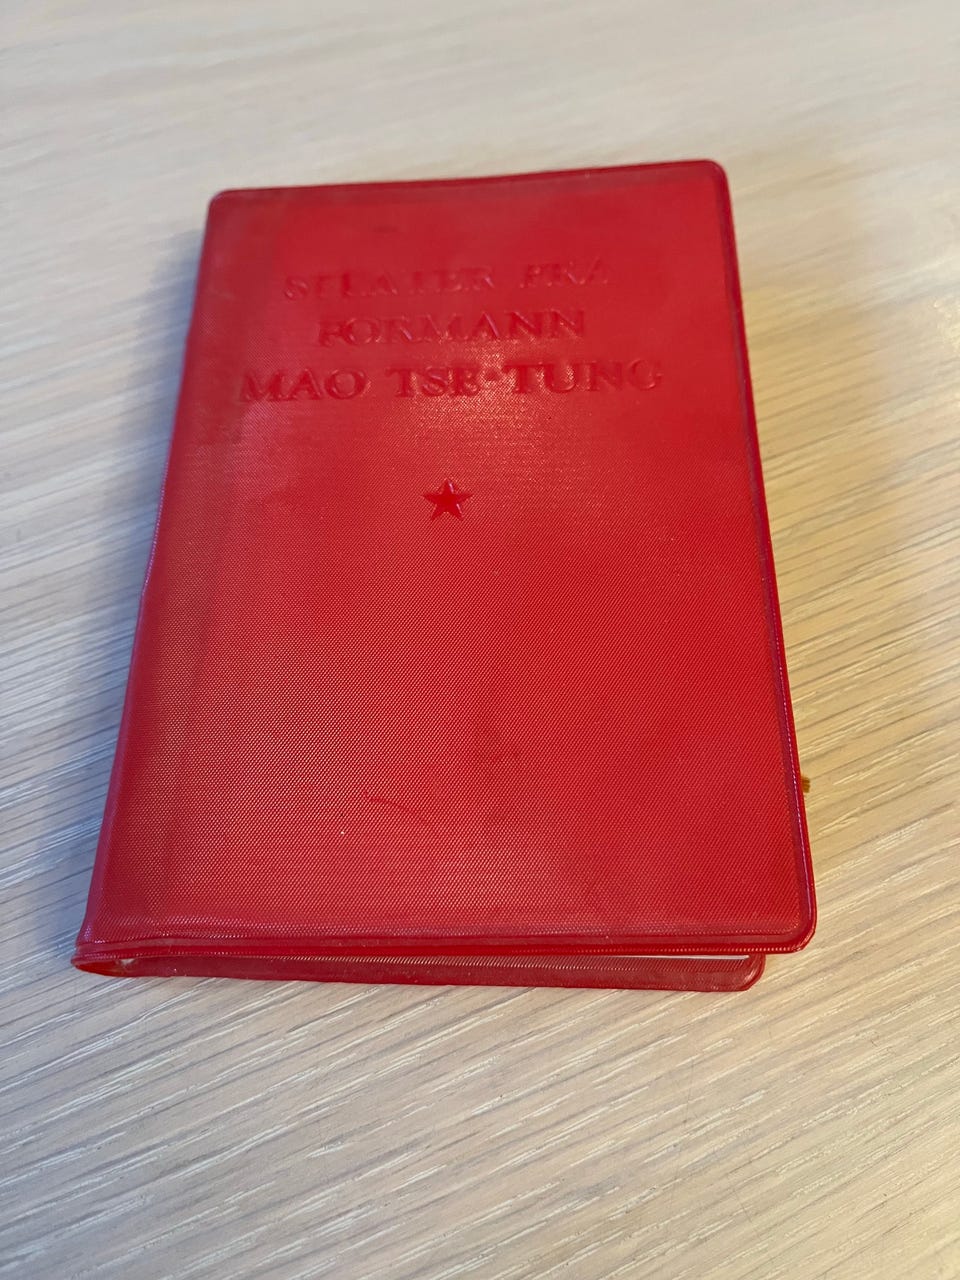 SITATER FRA
FORMANN
MAO TSE-TUNG